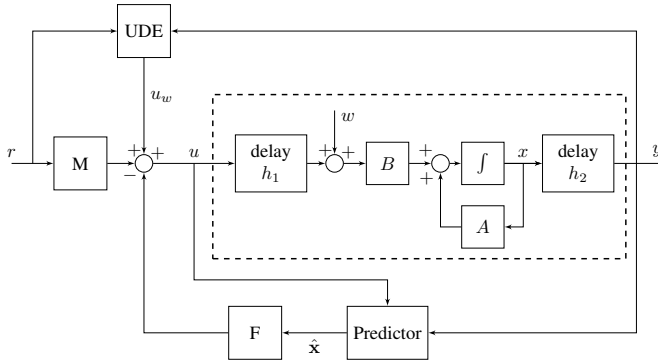 UDE
u_w
w
r
M
+
+
−
u
delay
h_1
+
+
B
+
+
∫
x
delay
h_2
y
A
F
x̂
Predictor